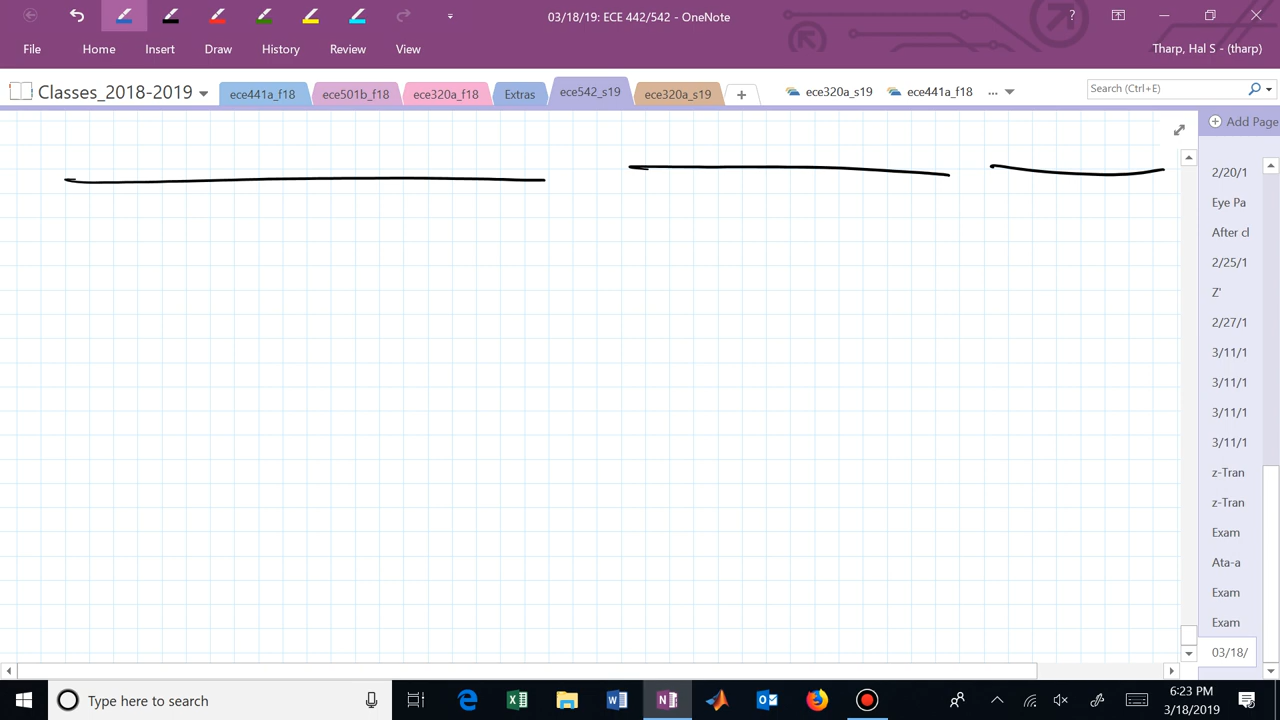 03/18/19: ECE 442/542 - OneNote
File Home Insert Draw History Review View Tharp, Hal S - (tharp)
Classes_2018-2019 ece441a_f18 ece501b_f18 ece320a_f18 Extras ece542_s19 ece320a_s19 ece320a_s19 ece441a_f18 ... Search (Ctrl+E)
Add Page
2/20/1
Eye Pa
After cl
2/25/1
Z'
2/27/1
3/11/1
3/11/1
3/11/1
3/11/1
z-Tran
z-Tran
Exam
Ata-a
Exam
Exam
03/18/
Type here to search
6:23 PM
3/18/2019